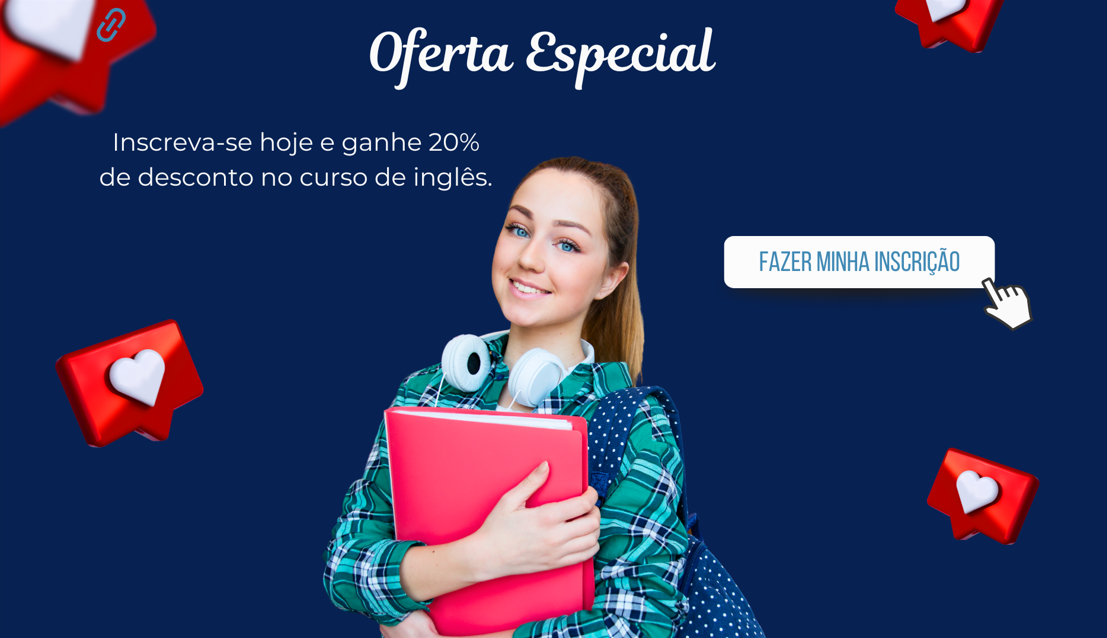 Oferta Especial
Inscreva-se hoje e ganhe 20%
de desconto no curso de inglês.
FAZER MINHA INSCRIÇÃO